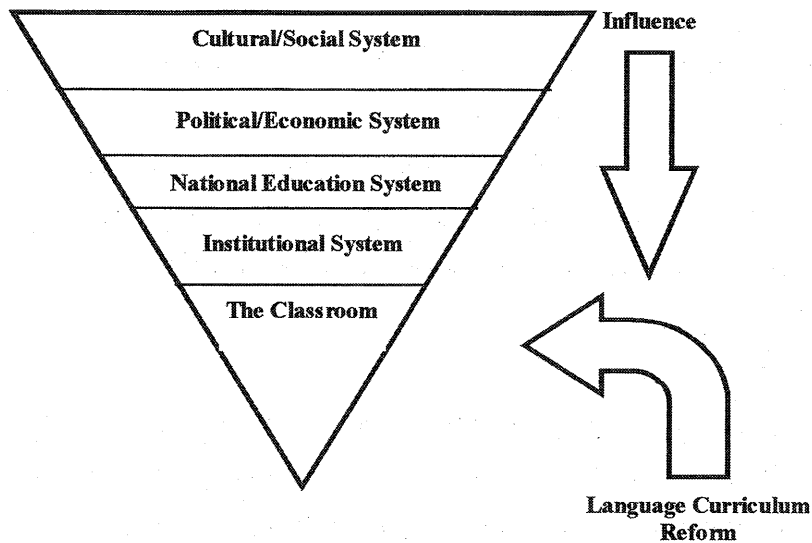 Cultural/Social System
Influence
Political/Economic System
National Education System
Institutional System
The Classroom
Language Curriculum
Reform